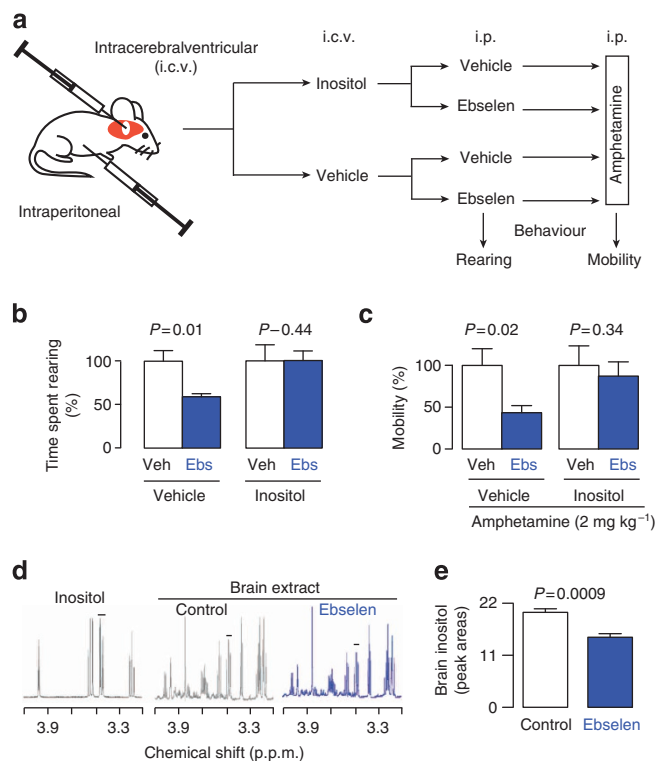 a
Intracerebralventricular
(i.c.v.)
Intraperitoneal
i.c.v. i.p. i.p.
Inositol
Vehicle
Vehicle
Ebselen
Vehicle
Ebselen
Amphetamine
Behaviour
Rearing Mobility
b
Time spent rearing
(%)
100
50
0
P=0.01 P−0.44
Veh Ebs Veh Ebs
Vehicle Inositol
c
Mobility (%)
100
50
0
P=0.02 P=0.34
Veh Ebs Veh Ebs
Vehicle Inositol
Amphetamine (2 mg kg⁻¹)
d
Brain extract
Inositol Control Ebselen
3.9 3.3 3.9 3.3 3.9 3.3
Chemical shift (p.p.m.)
e
Brain inositol
(peak areas)
22
11
0
P=0.0009
Control Ebselen